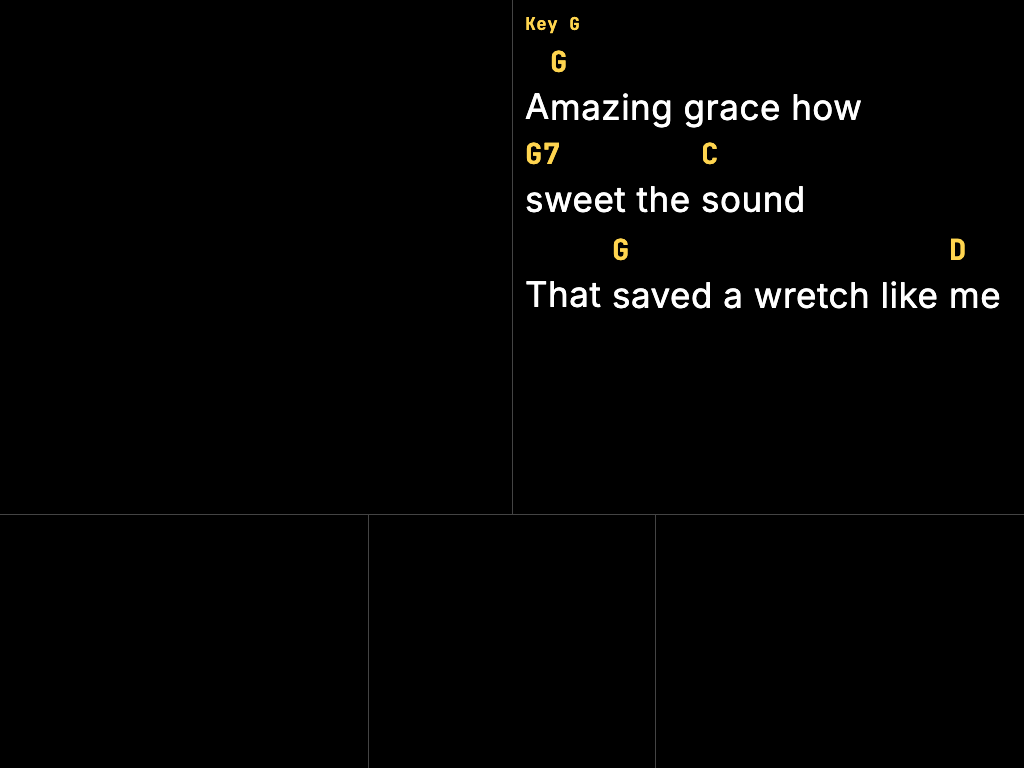 Key G
G
Amazing grace how
G7 C
sweet the sound
G D
That saved a wretch like me